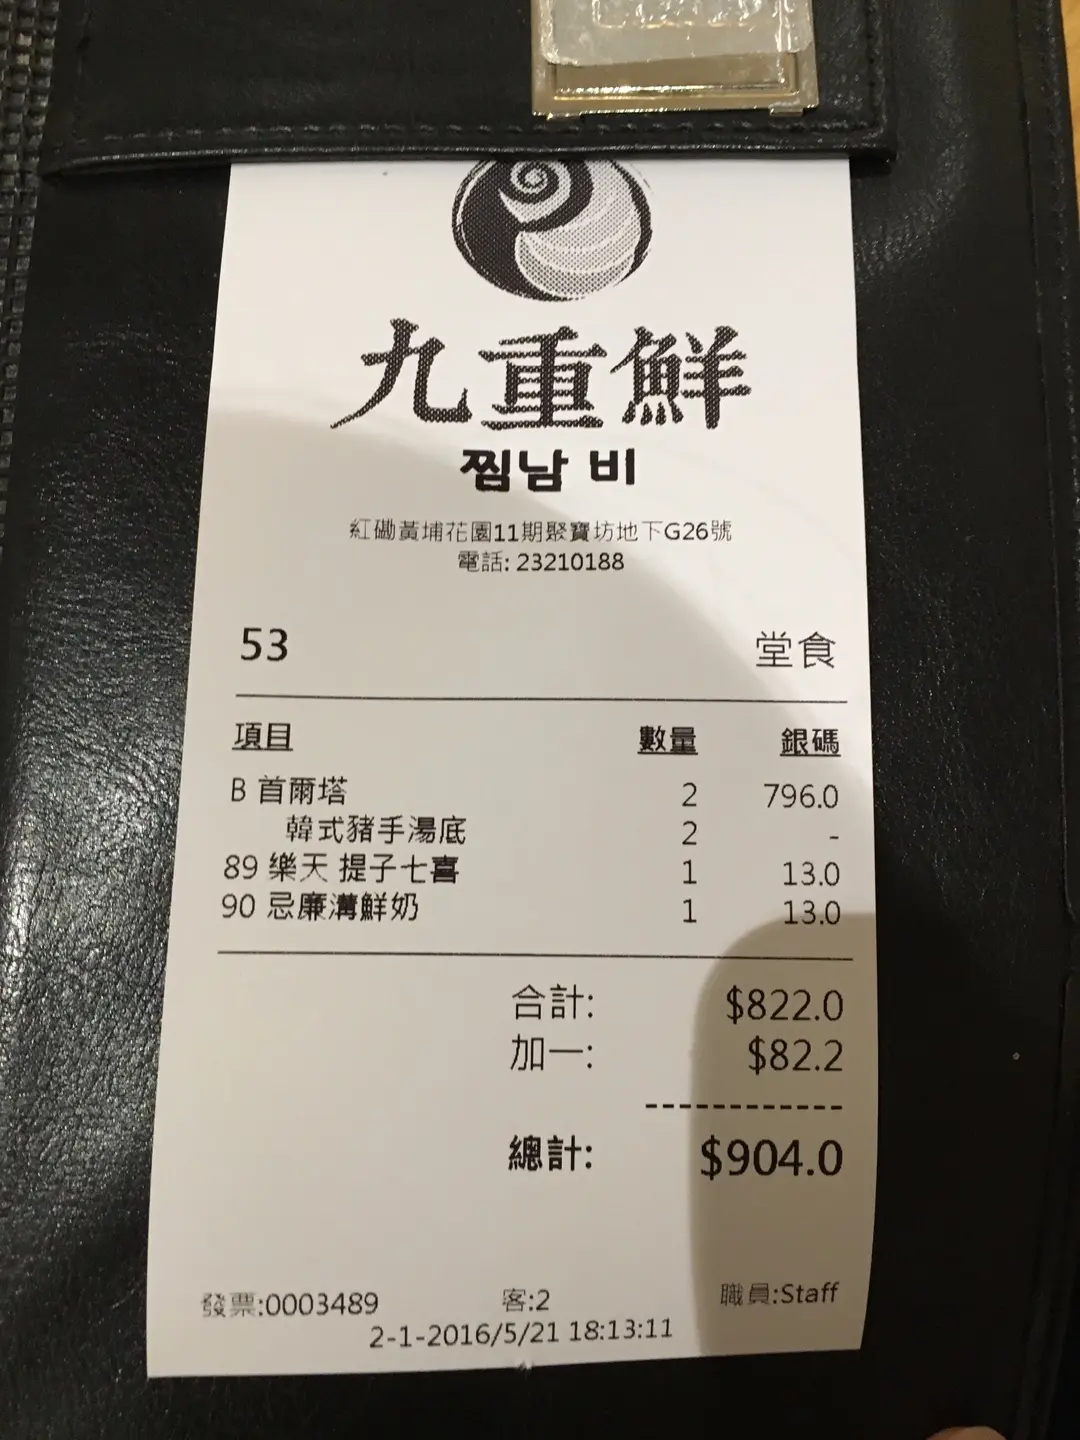 九重鮮
찜남 비
紅磡黃埔花園11期聚寶坊地下G26號
電話: 23210188
53 堂食
項目 數量 銀碼
B 首爾塔 2 796.0
韓式豬手湯底 2 -
89 樂天 提子七喜 1 13.0
90 忌廉溝鮮奶 1 13.0
合計: $822.0
加一: $82.2
總計: $904.0
發票:0003489 客:2 職員:Staff
2-1-2016/5/21 18:13:11